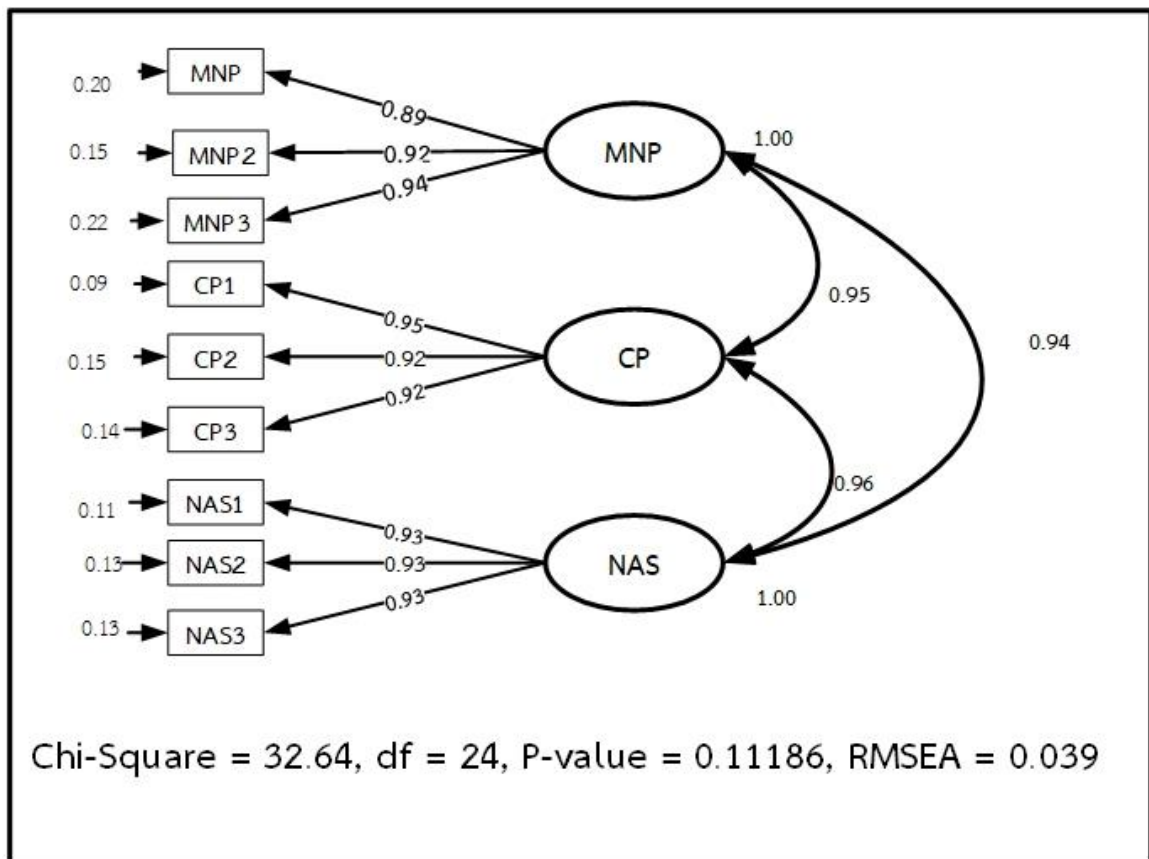 0.20 MNP
0.89
MNP
1.00
0.15 MNP2
0.92
0.94
0.22 MNP3
0.09 CP1
0.95
0.95
0.94
0.15 CP2
0.92
CP
0.92
0.14 CP3
0.96
0.11 NAS1
0.93
0.13 NAS2
0.93
NAS
1.00
0.93
0.13 NAS3
Chi-Square = 32.64, df = 24, P-value = 0.11186, RMSEA = 0.039